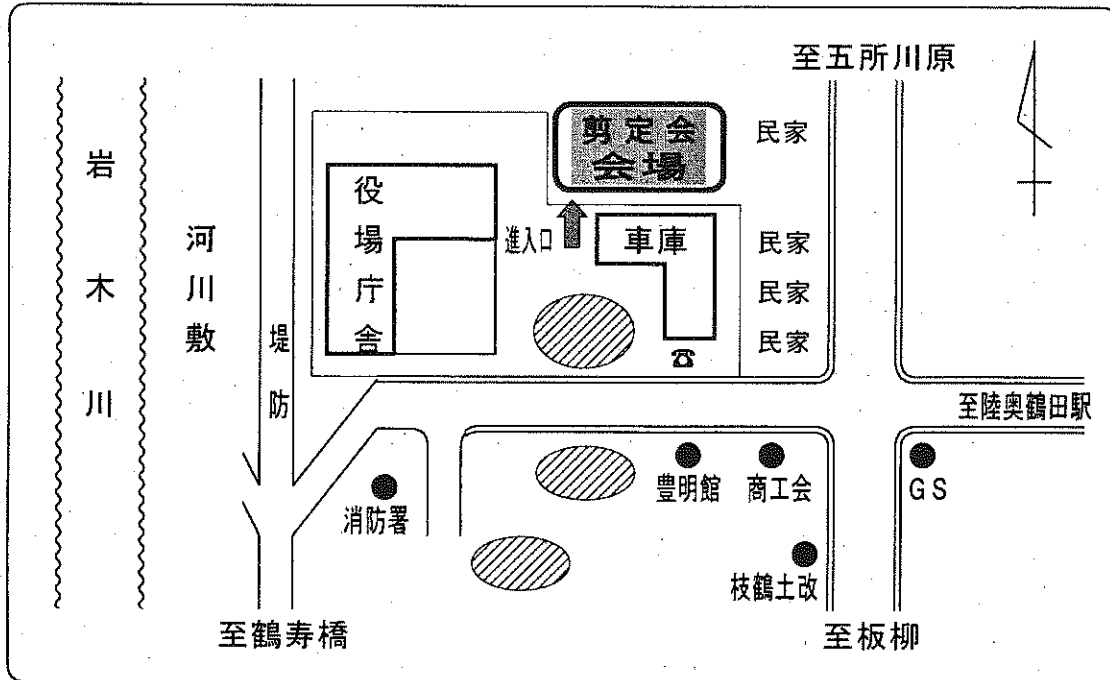 至五所川原
剪定会
会場
民家
岩木川
役場庁舎
河川敷
進入口
車庫
民家
民家
民家
堤防
至陸奥鶴田駅
豊明館
商工会
GS
消防署
枝鶴土改
至鶴寿橋
至板柳